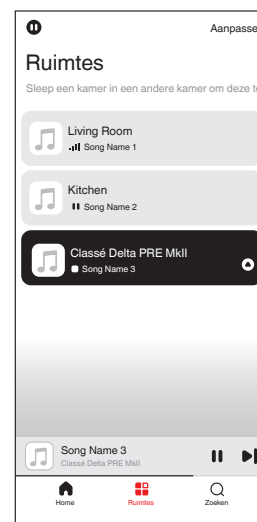 Aanpasse
Ruimtes
Sleep een kamer in een andere kamer om deze t
Living Room
Song Name 1
Kitchen
Song Name 2
Classé Delta PRE MkII
Song Name 3
Song Name 3
Classé Delta PRE MkII
Home
Ruimtes
Zoeken